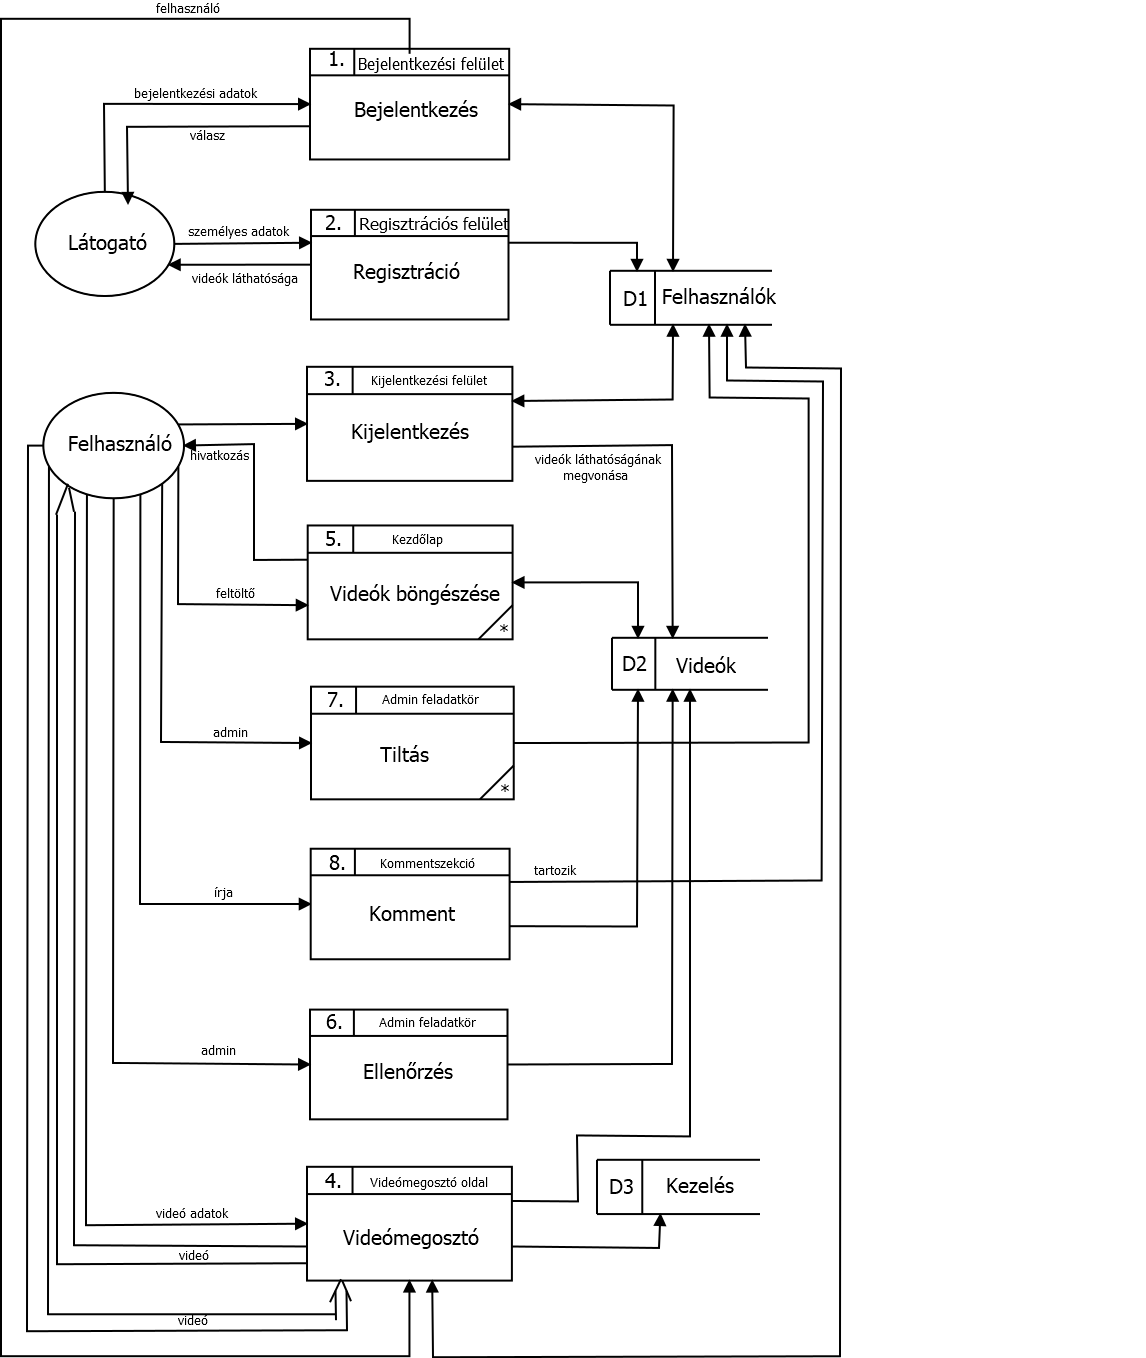 felhasználó
1.
Bejelentkezési felület
Bejelentkezés
bejelentkezési adatok
válasz
Látogató
személyes adatok
videók láthatósága
2.
Regisztrációs felület
Regisztráció
D1
Felhasználók
3.
Kijelentkezési felület
Kijelentkezés
Felhasználó
hivatkozás
videók láthatóságának
megvonása
5.
Kezdőlap
Videók böngészése
*
feltöltő
D2
Videók
7.
Admin feladatkör
Tiltás
*
admin
8.
Kommentszekció
Komment
írja
tartozik
6.
Admin feladatkör
Ellenőrzés
admin
4.
Videómegosztó oldal
Videómegosztó
D3
Kezelés
videó adatok
videó
videó